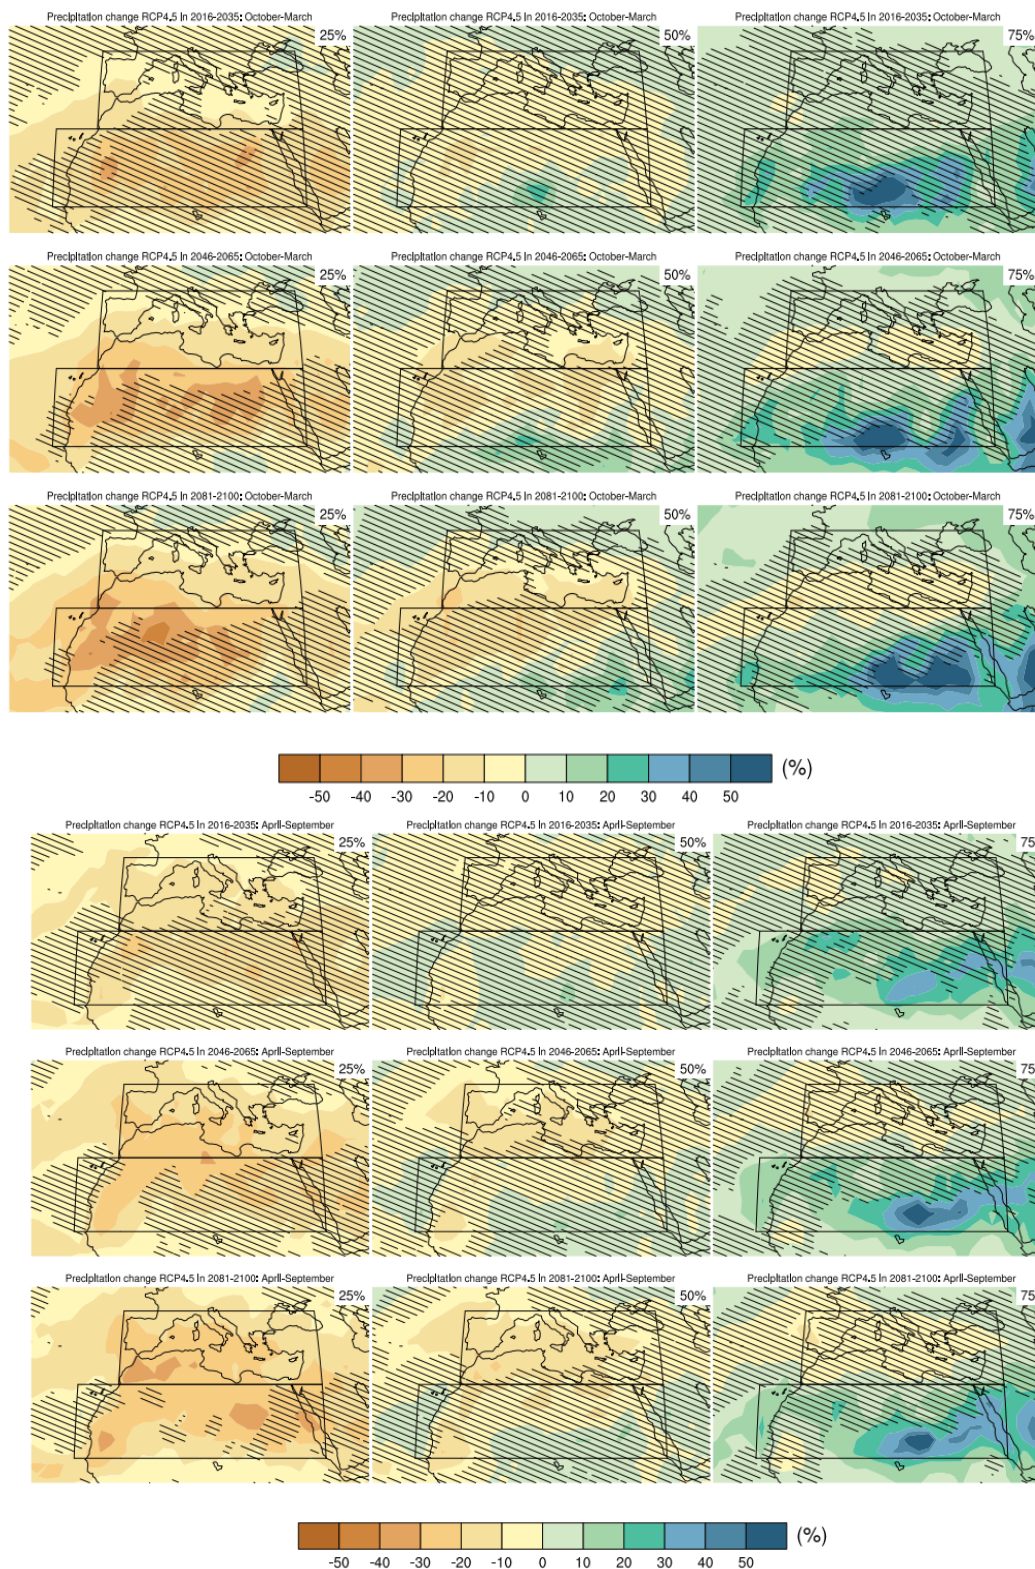 Precipitation change RCP4.5 in 2016-2035: October-March
25%
Precipitation change RCP4.5 in 2016-2035: October-March
50%
Precipitation change RCP4.5 in 2016-2035: October-March
75%
Precipitation change RCP4.5 in 2046-2065: October-March
25%
Precipitation change RCP4.5 in 2046-2065: October-March
50%
Precipitation change RCP4.5 in 2046-2065: October-March
75%
Precipitation change RCP4.5 in 2081-2100: October-March
25%
Precipitation change RCP4.5 in 2081-2100: October-March
50%
Precipitation change RCP4.5 in 2081-2100: October-March
75%
(%)
-50 -40 -30 -20 -10 0 10 20 30 40 50
Precipitation change RCP4.5 in 2016-2035: April-September
25%
Precipitation change RCP4.5 in 2016-2035: April-September
50%
Precipitation change RCP4.5 in 2016-2035: April-September
75
Precipitation change RCP4.5 in 2046-2065: April-September
25%
Precipitation change RCP4.5 in 2046-2065: April-September
50%
Precipitation change RCP4.5 in 2046-2065: April-September
75
Precipitation change RCP4.5 in 2081-2100: April-September
25%
Precipitation change RCP4.5 in 2081-2100: April-September
50%
Precipitation change RCP4.5 in 2081-2100: April-September
75
(%)
-50 -40 -30 -20 -10 0 10 20 30 40 50